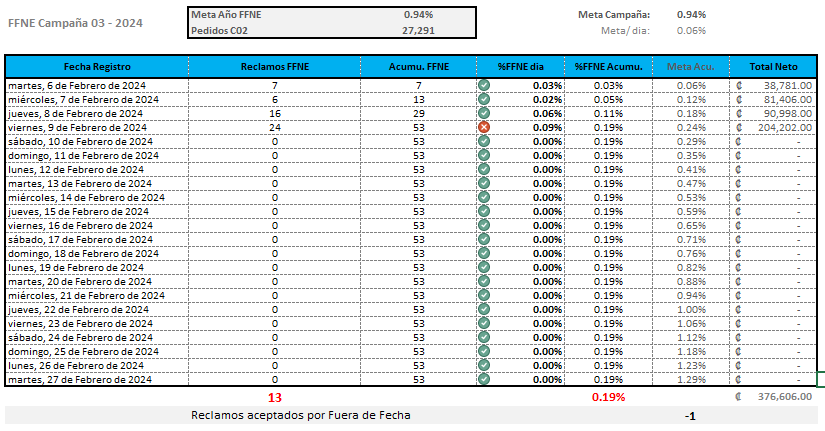 FFNE Campaña 03 - 2024
Meta Año FFNE 0.94%
Pedidos C02 27,291
Meta Campaña: 0.94%
Meta/ dia: 0.06%
Fecha Registro Reclamos FFNE Acumu. FFNE %FFNE dia %FFNE Acumu. Meta Acu. Total Neto
martes, 6 de Febrero de 2024 7 7 0.03% 0.03% 0.06% ₡ 38,781.00
miércoles, 7 de Febrero de 2024 6 13 0.02% 0.05% 0.12% ₡ 81,406.00
jueves, 8 de Febrero de 2024 16 29 0.06% 0.11% 0.18% ₡ 90,998.00
viernes, 9 de Febrero de 2024 24 53 0.09% 0.19% 0.24% ₡ 204,202.00
sábado, 10 de Febrero de 2024 0 53 0.00% 0.19% 0.29% ₡ -
domingo, 11 de Febrero de 2024 0 53 0.00% 0.19% 0.35% ₡ -
lunes, 12 de Febrero de 2024 0 53 0.00% 0.19% 0.41% ₡ -
martes, 13 de Febrero de 2024 0 53 0.00% 0.19% 0.47% ₡ -
miércoles, 14 de Febrero de 2024 0 53 0.00% 0.19% 0.53% ₡ -
jueves, 15 de Febrero de 2024 0 53 0.00% 0.19% 0.59% ₡ -
viernes, 16 de Febrero de 2024 0 53 0.00% 0.19% 0.65% ₡ -
sábado, 17 de Febrero de 2024 0 53 0.00% 0.19% 0.71% ₡ -
domingo, 18 de Febrero de 2024 0 53 0.00% 0.19% 0.76% ₡ -
lunes, 19 de Febrero de 2024 0 53 0.00% 0.19% 0.82% ₡ -
martes, 20 de Febrero de 2024 0 53 0.00% 0.19% 0.88% ₡ -
miércoles, 21 de Febrero de 2024 0 53 0.00% 0.19% 0.94% ₡ -
jueves, 22 de Febrero de 2024 0 53 0.00% 0.19% 1.00% ₡ -
viernes, 23 de Febrero de 2024 0 53 0.00% 0.19% 1.06% ₡ -
sábado, 24 de Febrero de 2024 0 53 0.00% 0.19% 1.12% ₡ -
domingo, 25 de Febrero de 2024 0 53 0.00% 0.19% 1.18% ₡ -
lunes, 26 de Febrero de 2024 0 53 0.00% 0.19% 1.23% ₡ -
martes, 27 de Febrero de 2024 0 53 0.00% 0.19% 1.29% ₡ -
13 0.19% ₡ 376,606.00
Reclamos aceptados por Fuera de Fecha -1